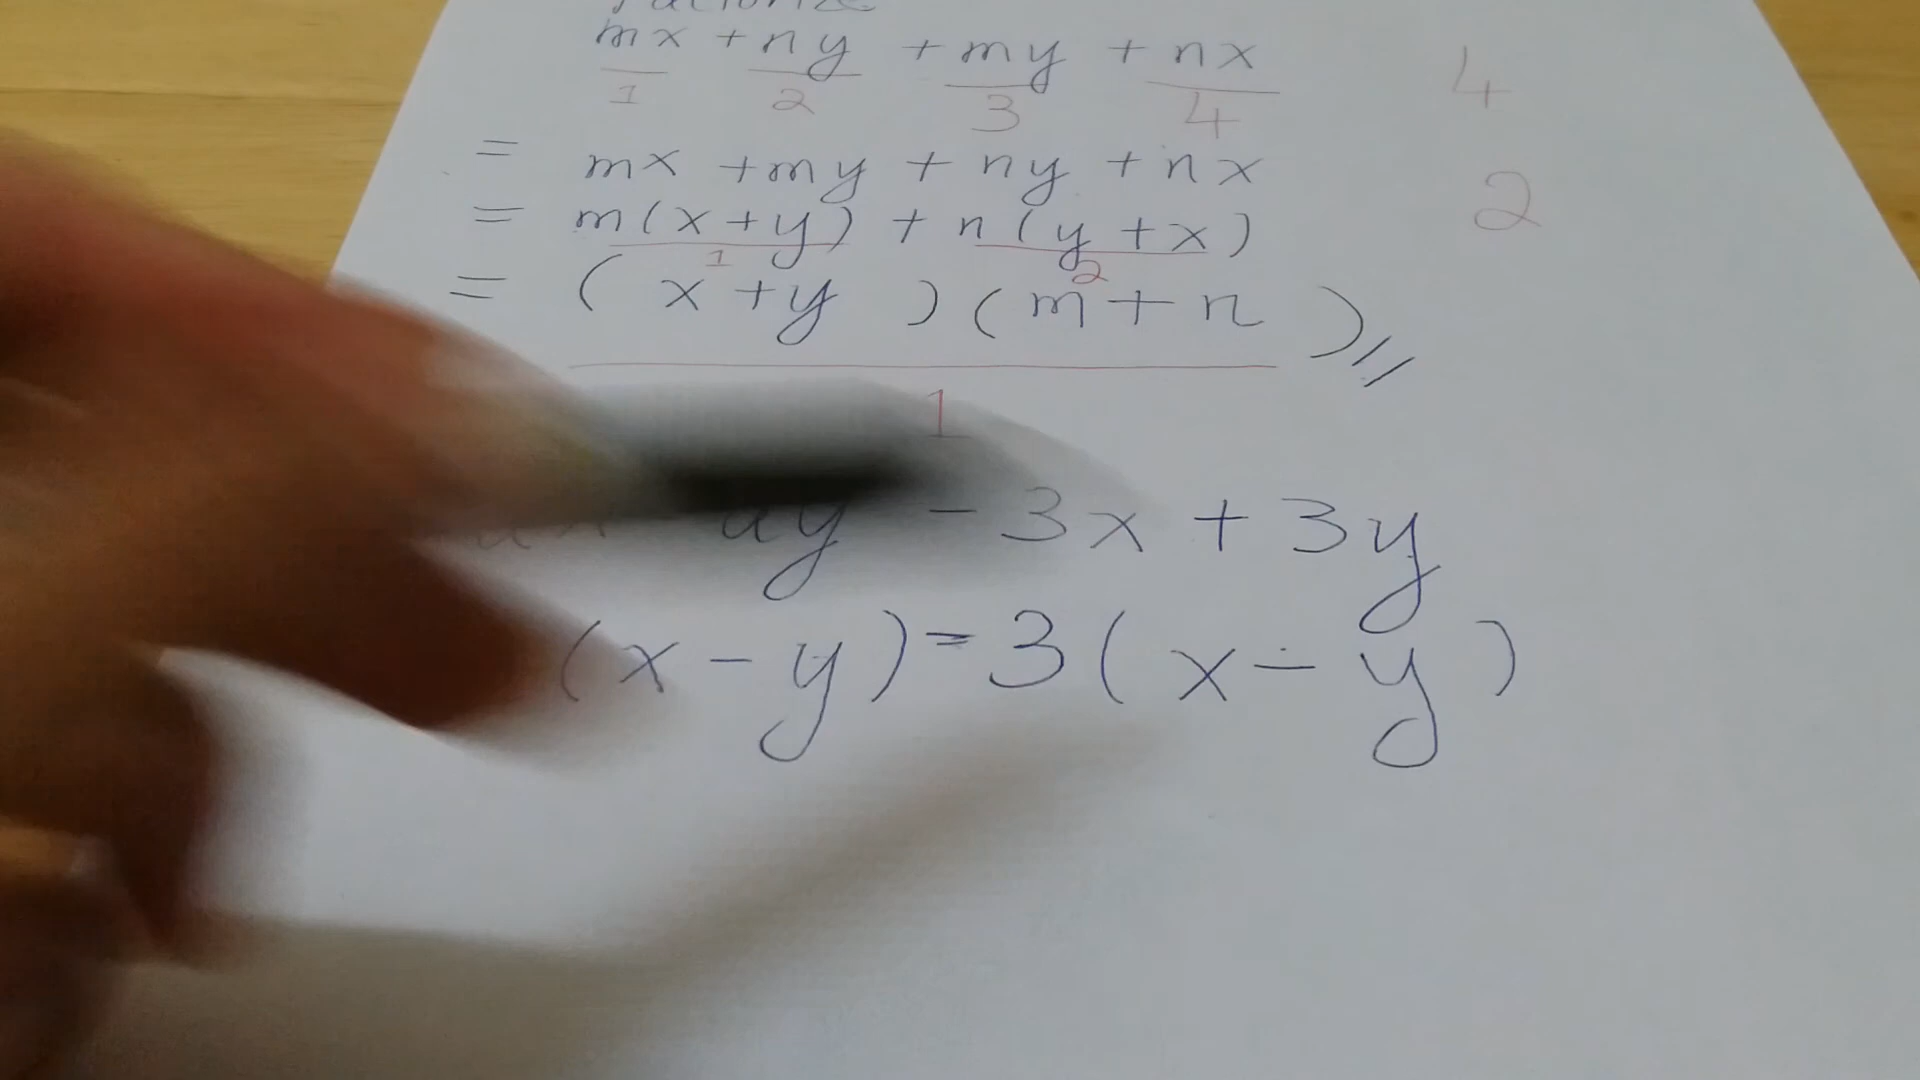 mx + ny + my + nx 4
1 2 3 4
= mx + my + ny + nx 2
= m(x+y) + n(y+x)
1 2
= (x+y)(m+n)//
1
ay - 3x + 3y
(x-y) - 3(x-y)